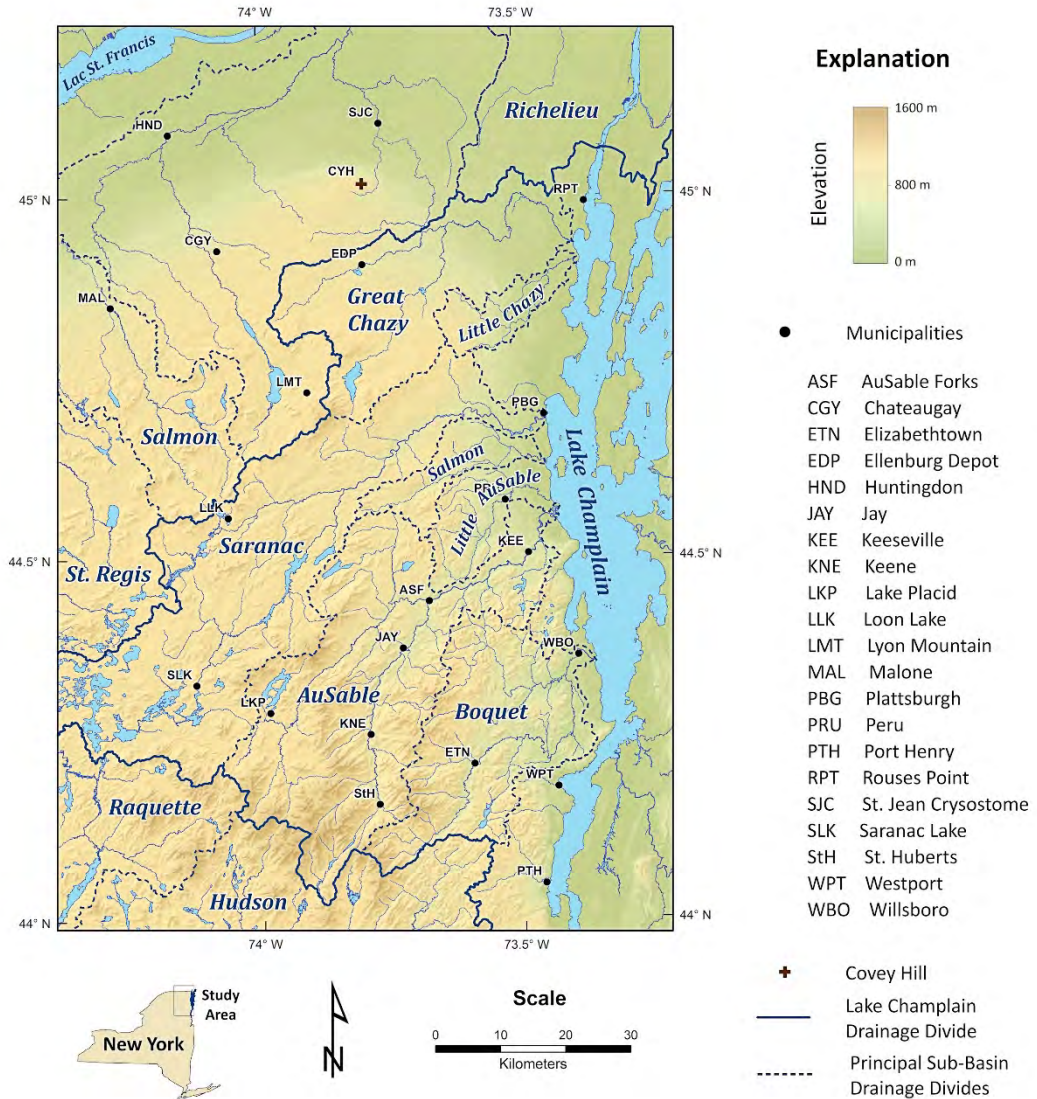 74° W
73.5° W
Lac St. Francis
Richelieu
SJC
HND
CYH
RPT
45° N
45° N
CGY
EDP
Great
Chazy
MAL
Little Chazy
LMT
PBG
Salmon
Salmon
Lake Champlain
Little AuSable
PR
LLK
Saranac
KEE
44.5° N
44.5° N
St. Regis
ASF
JAY
WBO
SLK
LKP
AuSable
Boquet
KNE
ETN
WPT
Raquette
StH
PTH
Hudson
44° N
44° N
74° W
73.5° W
Explanation
Elevation
1600 m
800 m
0 m
Municipalities
ASF AuSable Forks
CGY Chateaugay
ETN Elizabethtown
EDP Ellenburg Depot
HND Huntingdon
JAY Jay
KEE Keeseville
KNE Keene
LKP Lake Placid
LLK Loon Lake
LMT Lyon Mountain
MAL Malone
PBG Plattsburgh
PRU Peru
PTH Port Henry
RPT Rouses Point
SJC St. Jean Crysostome
SLK Saranac Lake
StH St. Huberts
WPT Westport
WBO Willsboro
Covey Hill
Lake Champlain
Drainage Divide
Principal Sub-Basin
Drainage Divides
Study
Area
New York
N
Scale
0 10 20 30
Kilometers